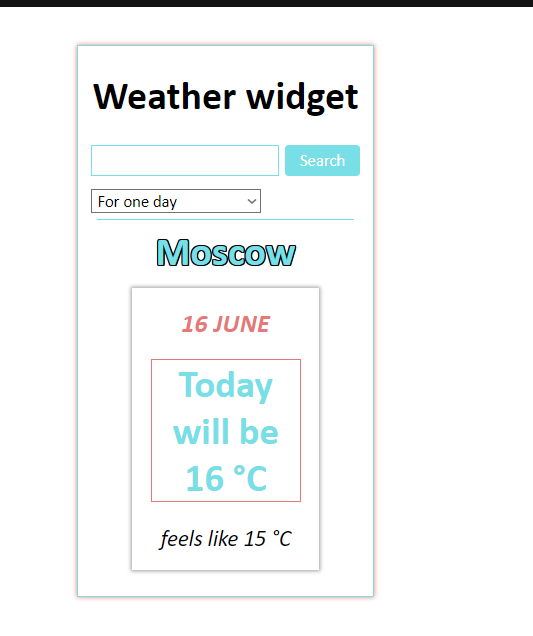 Weather widget
Search
For one day
Moscow
16 JUNE
Today
will be
16 °C
feels like 15 °C